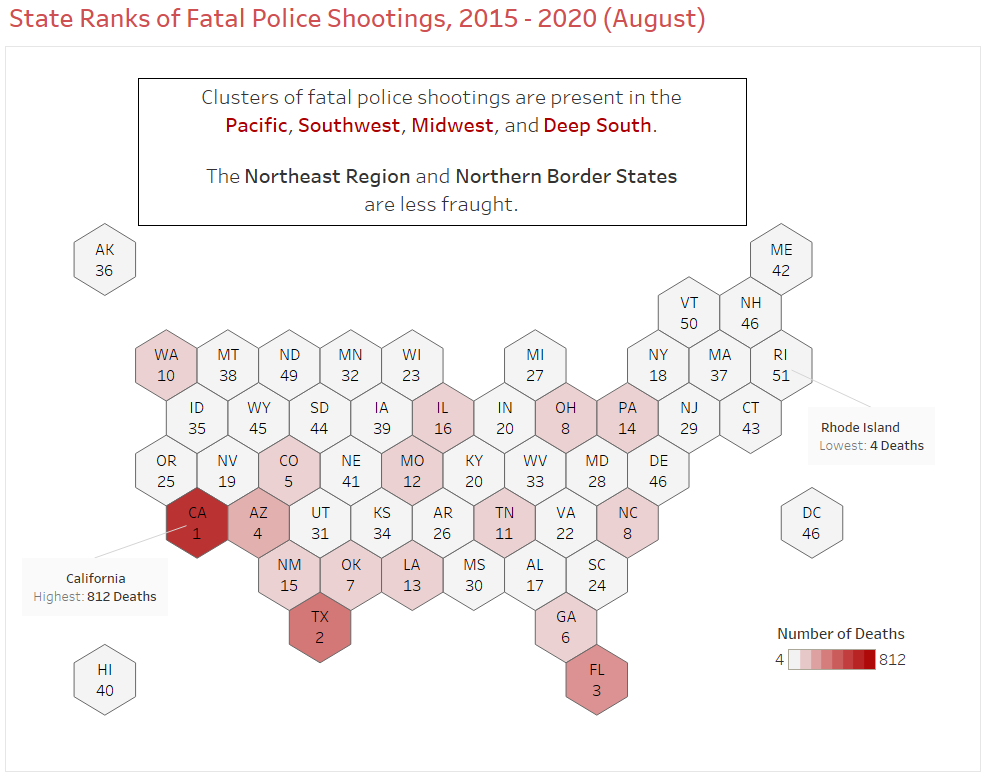 State Ranks of Fatal Police Shootings, 2015 - 2020 (August)
Clusters of fatal police shootings are present in the
Pacific, Southwest, Midwest, and Deep South.
The Northeast Region and Northern Border States
are less fraught.
AK
36
ME
42
VT
50
NH
46
WA
10
MT
38
ND
49
MN
32
WI
23
MI
27
NY
18
MA
37
RI
51
ID
35
WY
45
SD
44
IA
39
IL
16
IN
20
OH
8
PA
14
NJ
29
CT
43
Rhode Island
Lowest: 4 Deaths
OR
25
NV
19
CO
5
NE
41
MO
12
KY
20
WV
33
MD
28
DE
46
CA
1
AZ
4
UT
31
KS
34
AR
26
TN
11
VA
22
NC
8
DC
46
California
Highest: 812 Deaths
NM
15
OK
7
LA
13
MS
30
AL
17
SC
24
TX
2
GA
6
Number of Deaths
4 812
HI
40
FL
3